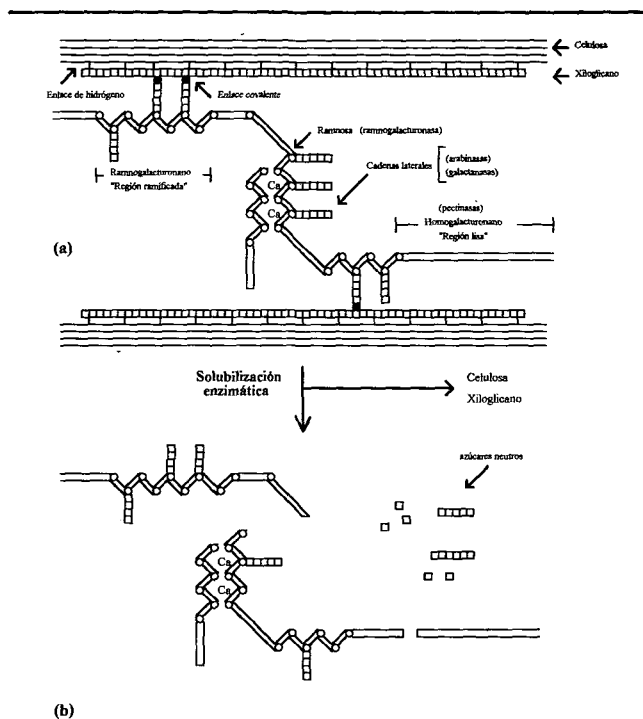 Celulosa
Xiloglicano
Enlace de hidrógeno
Enlace covalente
Ramnosa (ramnogalacturonasa)
Cadenas laterales
(arabinasas)
(galactanasas)
Ramnogalacturonano
"Región ramificada"
Ca
Ca
(pectinasas)
Homogalacturonano
"Región lisa"
(a)
Solubilización
enzimática
Celulosa
Xiloglicano
azúcares neutros
Ca
Ca
(b)